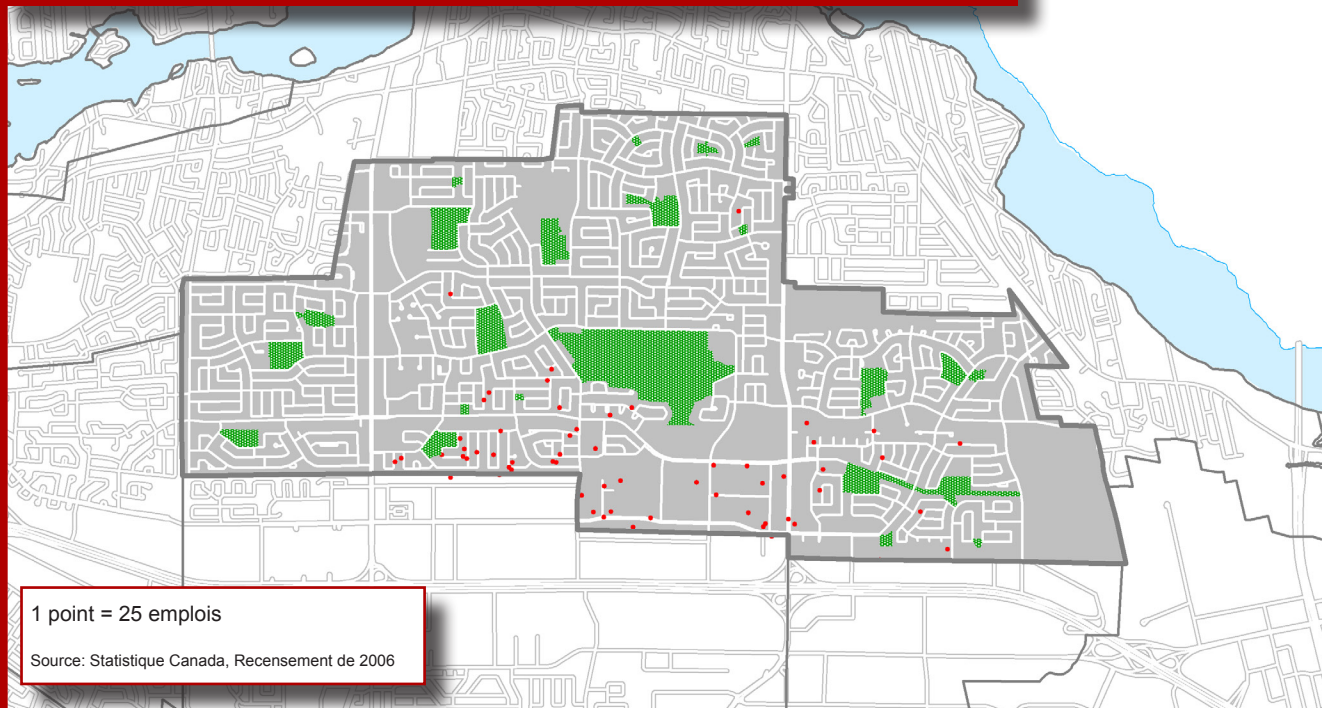 1 point = 25 emplois
Source: Statistique Canada, Recensement de 2006